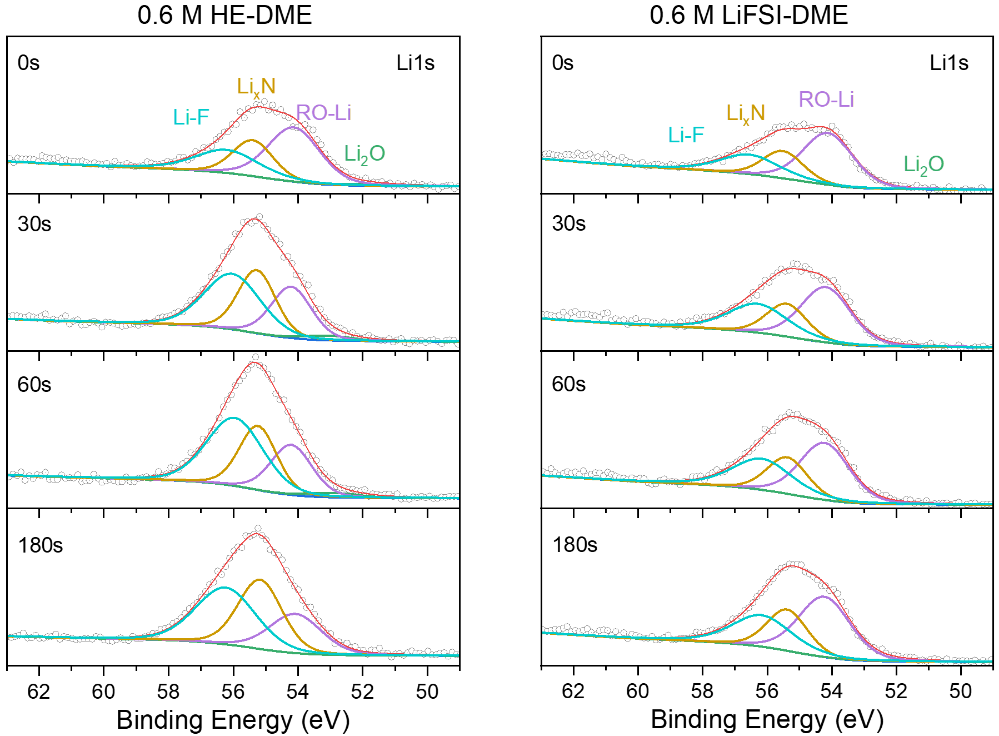 0.6 M HE-DME
0s
Li1s
LiₓN
Li-F
RO-Li
Li₂O
30s
60s
180s
62 60 58 56 54 52 50
Binding Energy (eV)
0.6 M LiFSI-DME
0s
Li1s
RO-Li
LiₓN
Li-F
Li₂O
30s
60s
180s
62 60 58 56 54 52 50
Binding Energy (eV)